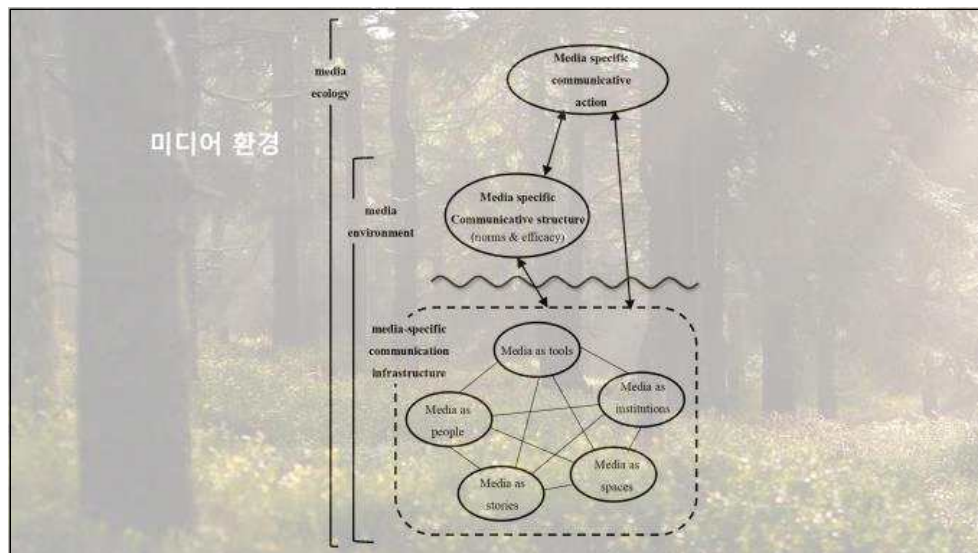 미디어 환경
media
ecology
Media specific
communicative
action
media
environment
Media specific
Communicative structure
(norms & efficacy)
media-specific
communication
infrastructure
Media as tools
Media as
institutions
Media as
people
Media as
spaces
Media as
stories